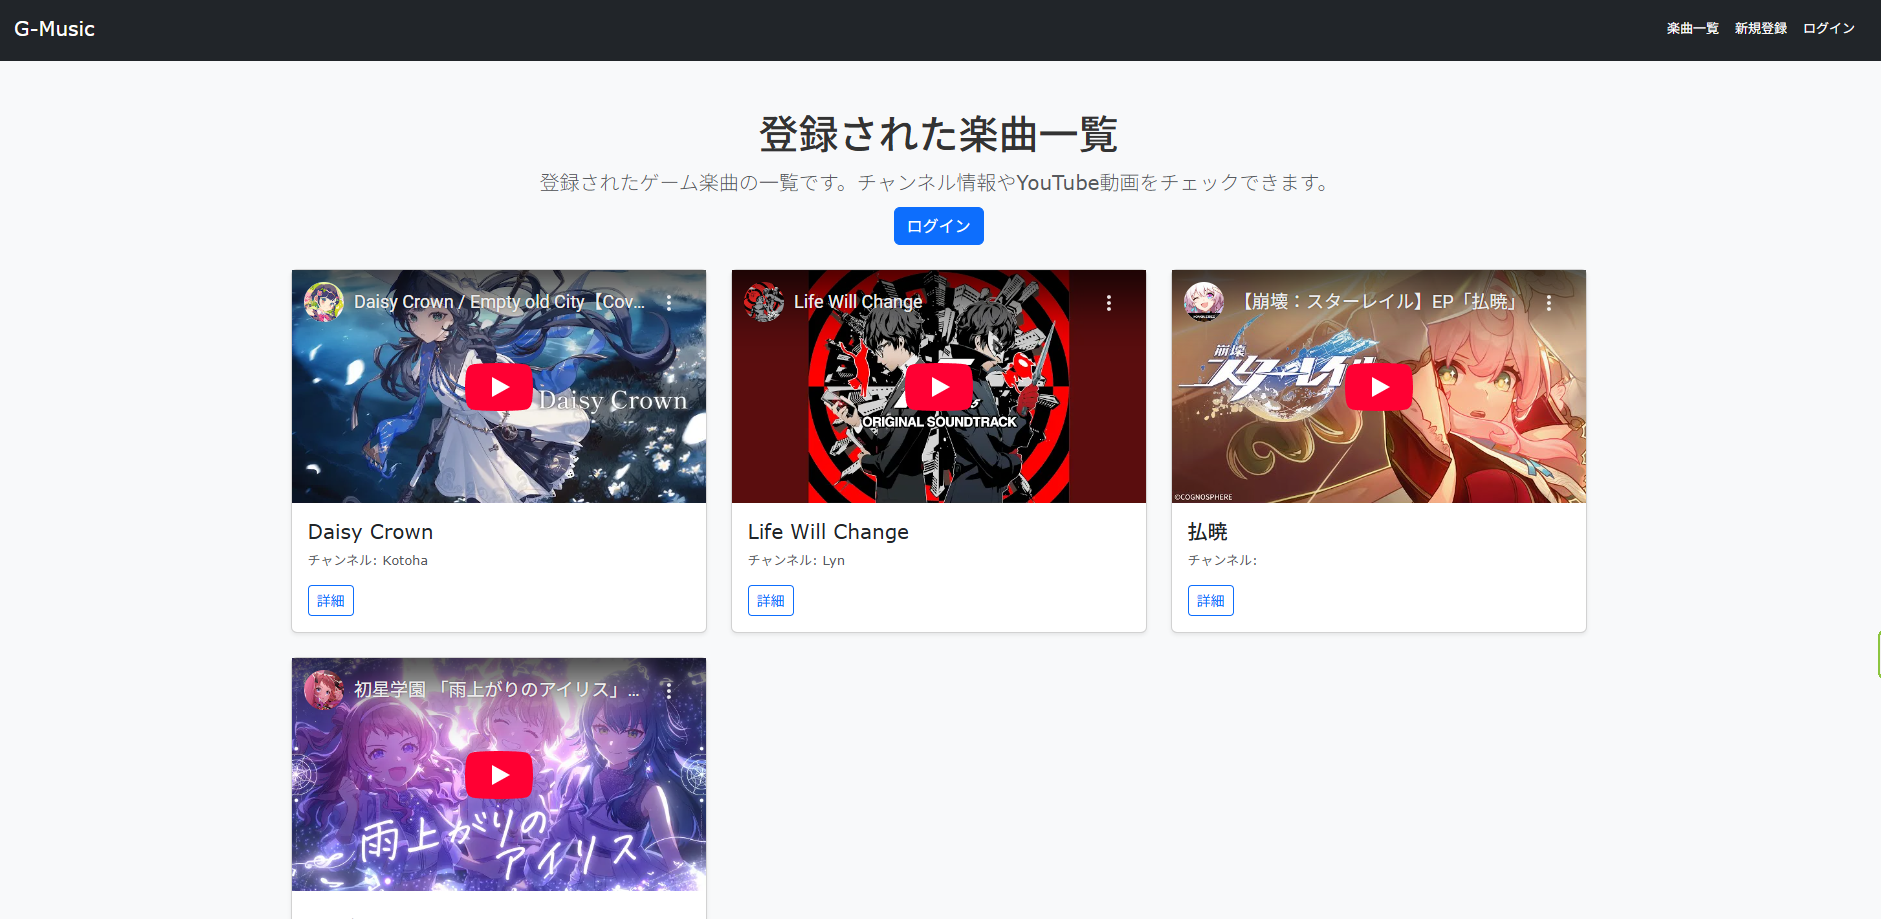 G-Music
楽曲一覧 新規登録 ログイン
登録された楽曲一覧
登録されたゲーム楽曲の一覧です。チャンネル情報やYouTube動画をチェックできます。
ログイン
Daisy Crown / Empty old City【Cov...
Daisy Crown
Daisy Crown
チャンネル: Kotoha
詳細
Life Will Change
ORIGINAL SOUNDTRACK
Life Will Change
チャンネル: Lyn
詳細
【崩壊：スターレイル】EP「払暁」
崩壊
スターレイル
©COGNOSPHERE
払暁
チャンネル:
詳細
初星学園 「雨上がりのアイリス」...
雨上がりの
アイリス